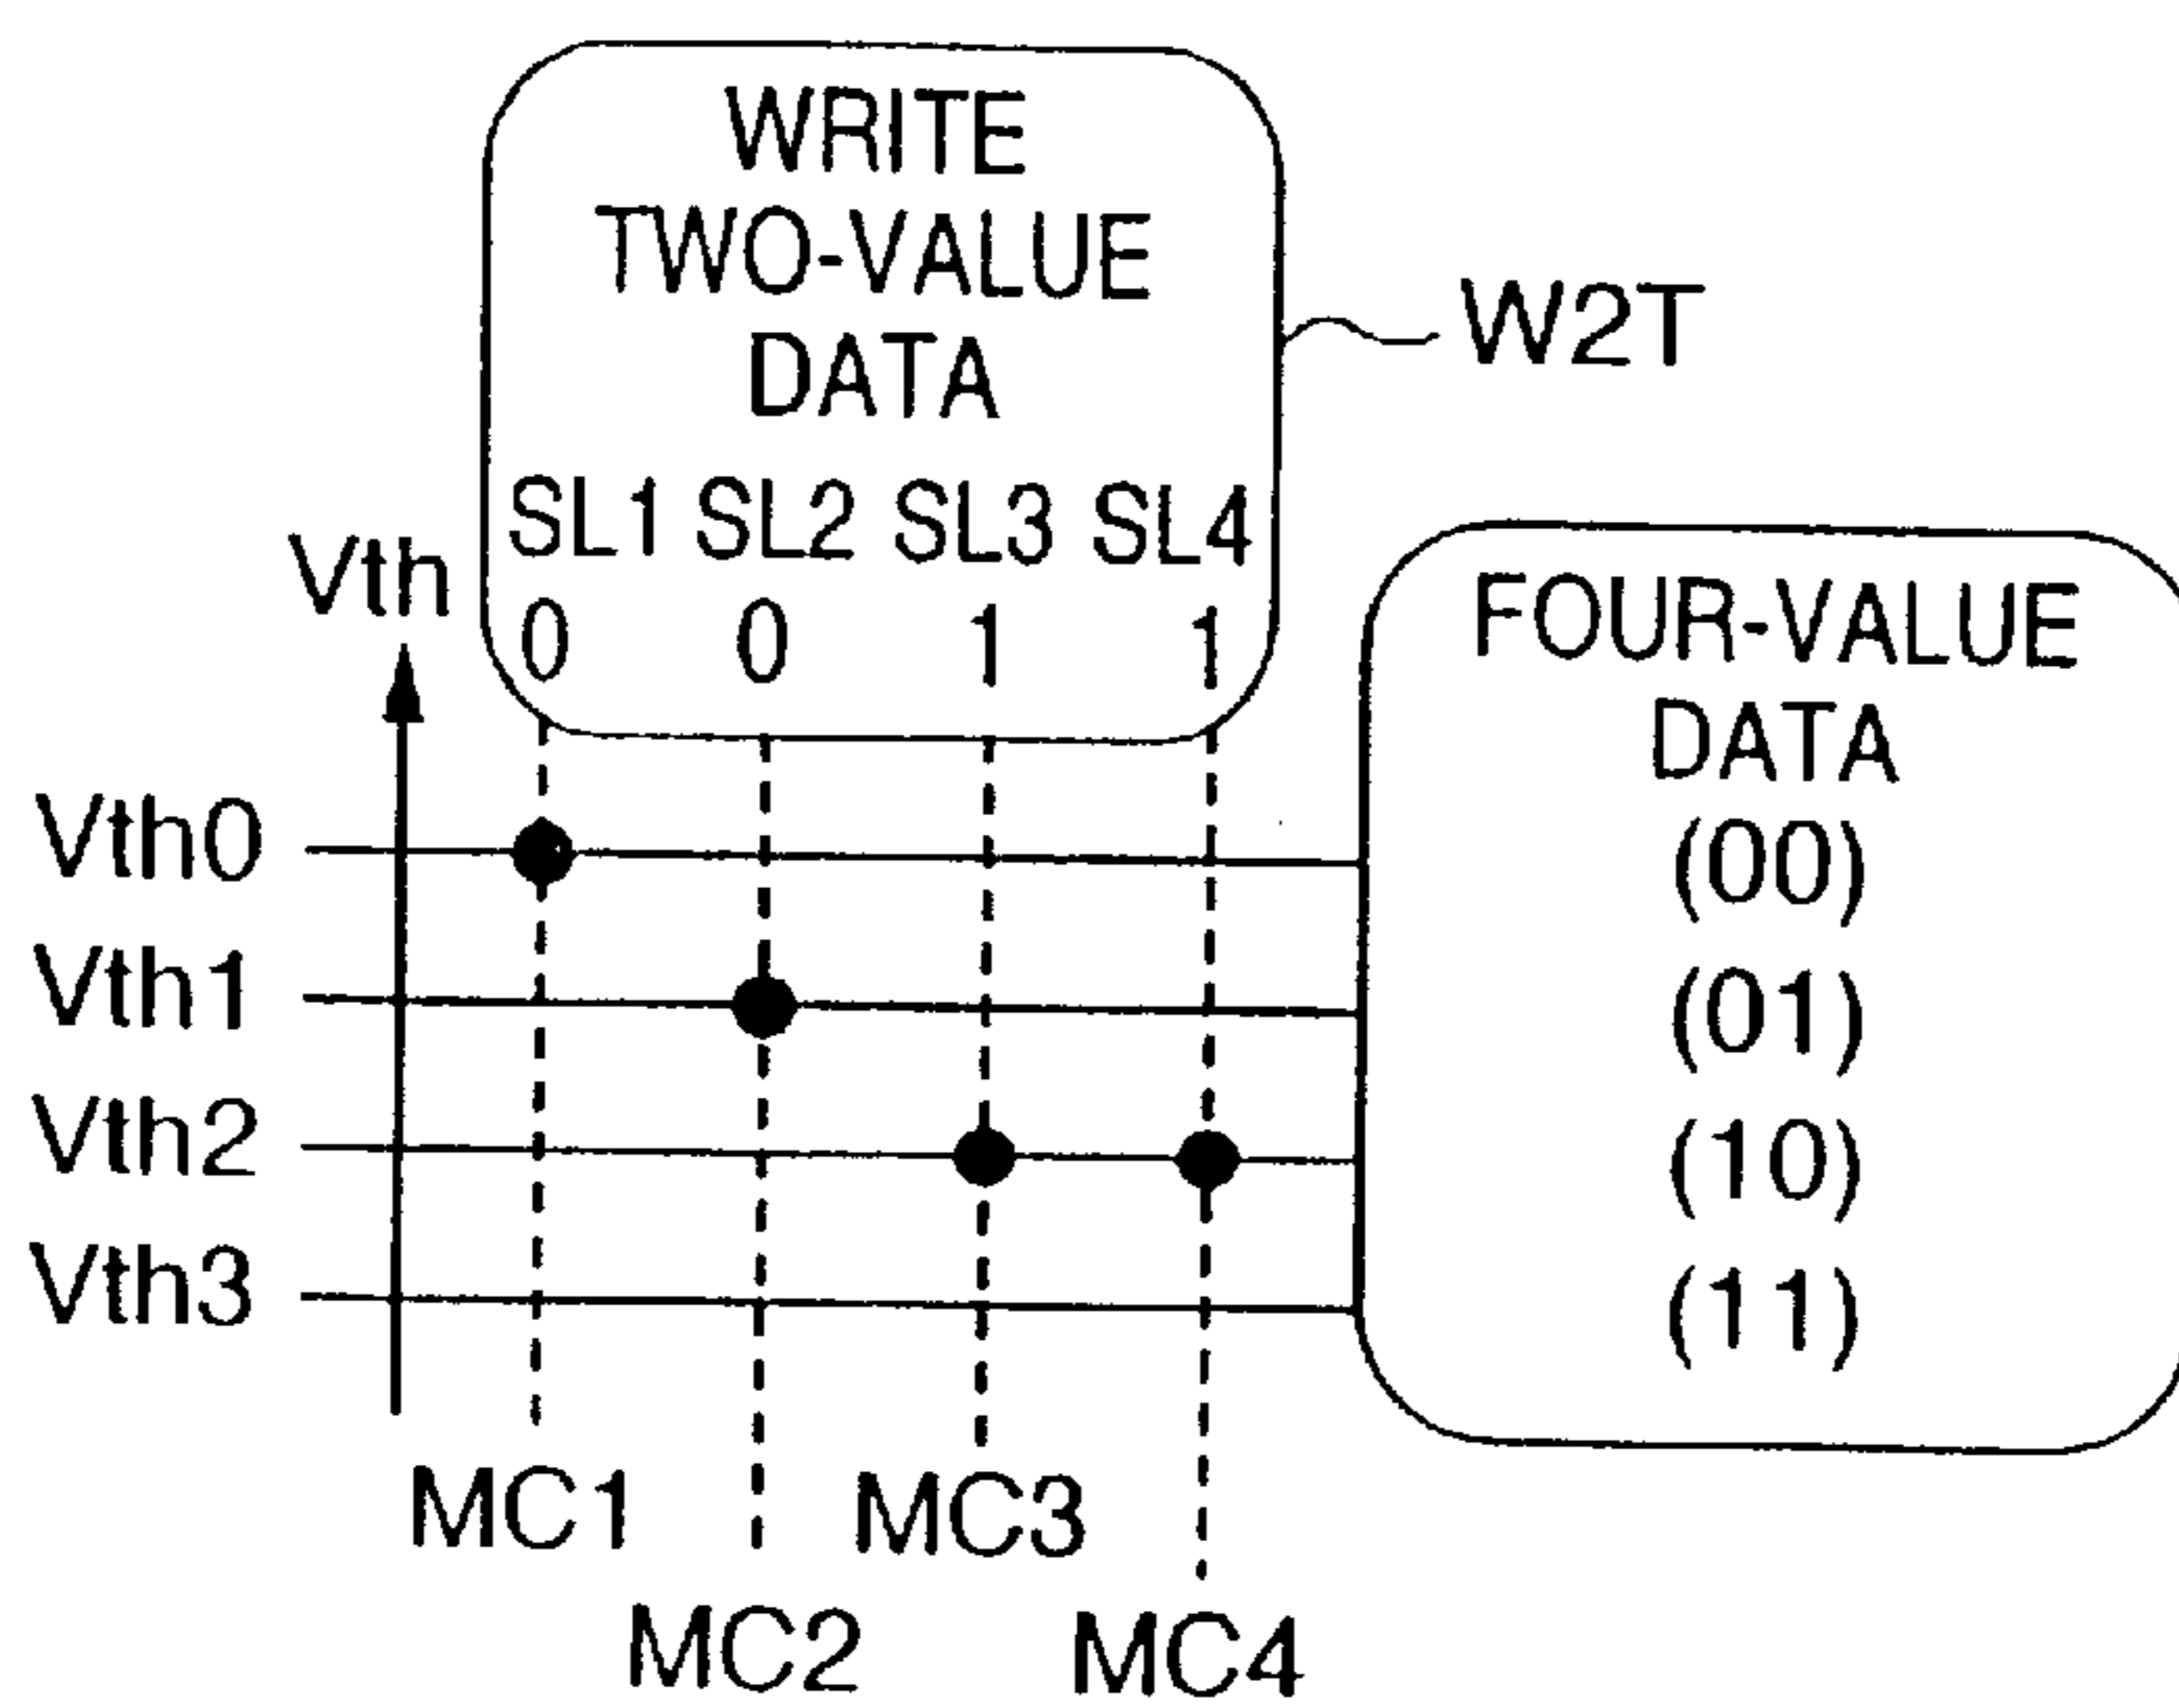 WRITE
TWO-VALUE
DATA
W2T
SL1 SL2 SL3 SL4
0 0 1 1
Vth
FOUR-VALUE
DATA
Vth0 (00)
Vth1 (01)
Vth2 (10)
Vth3 (11)
MC1 MC3
MC2 MC4